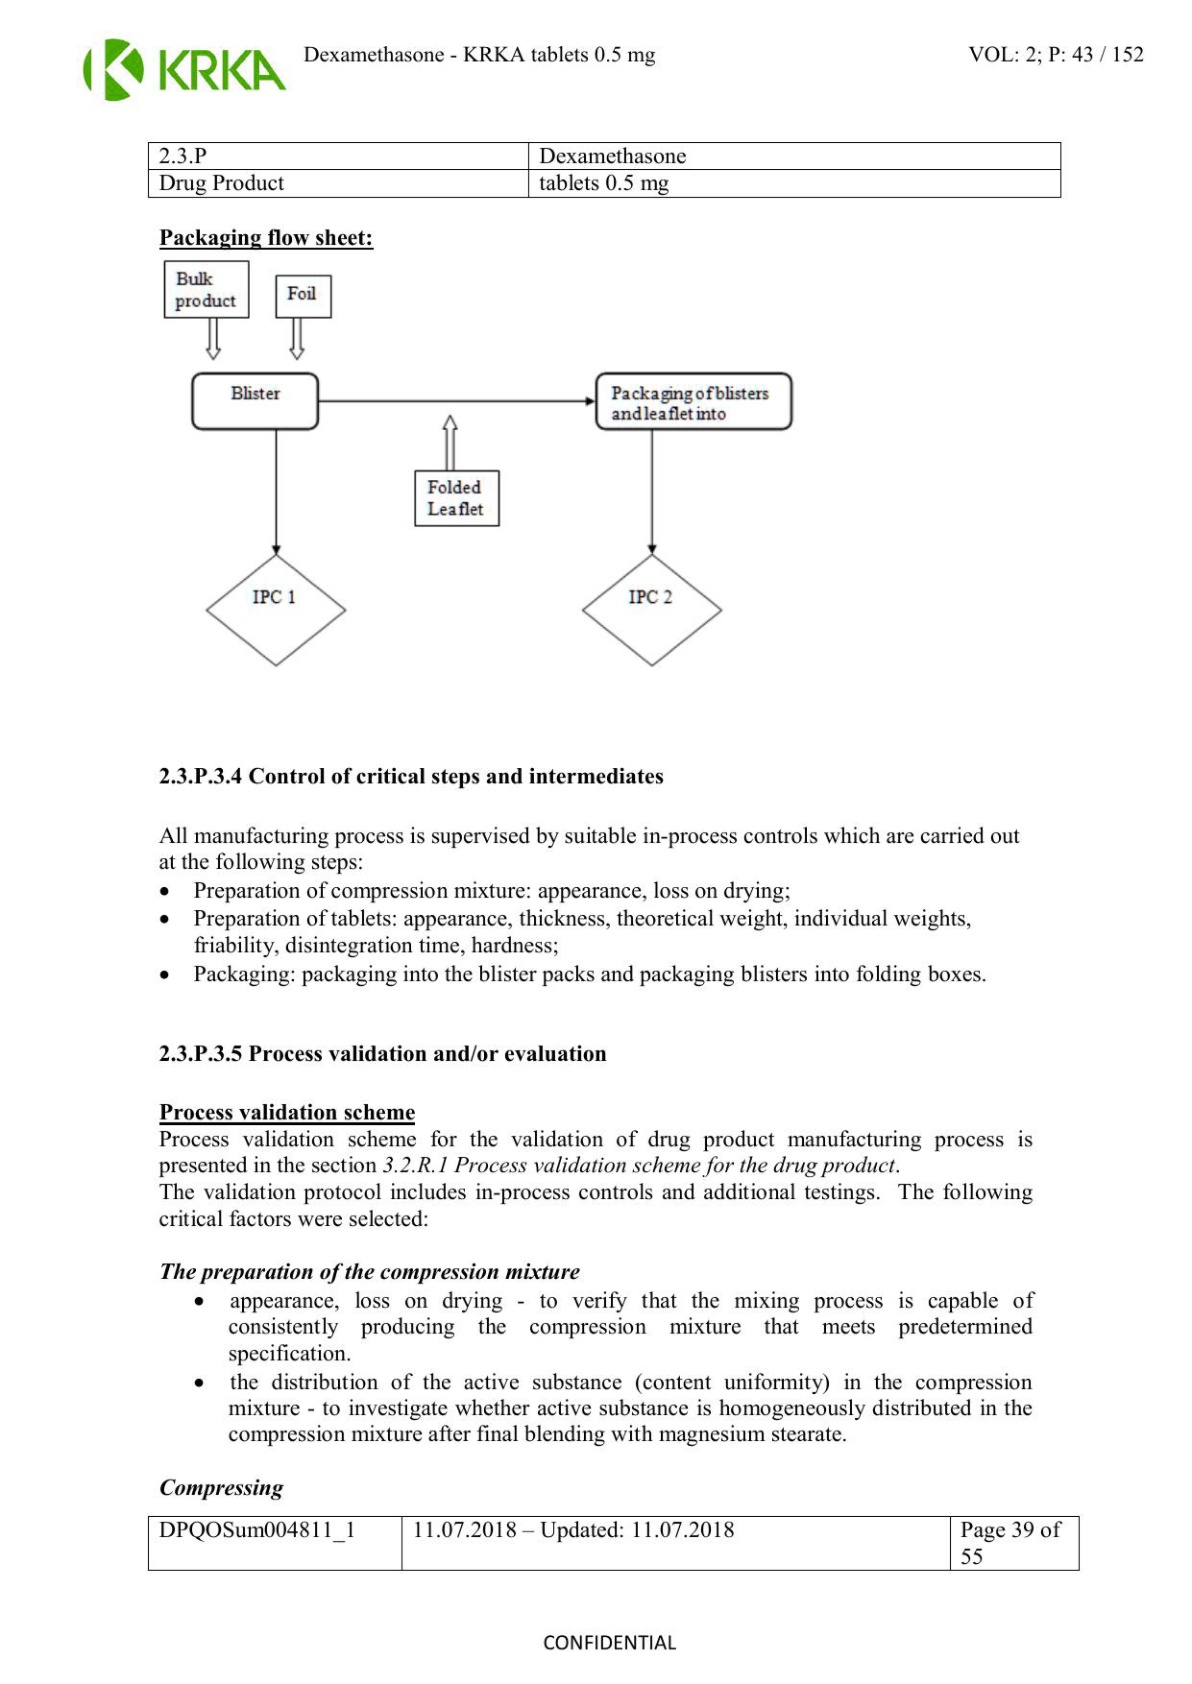 KRKA
Dexamethasone - KRKA tablets 0.5 mg
VOL: 2; P: 43 / 152
2.3.P
Dexamethasone
Drug Product
tablets 0.5 mg
Packaging flow sheet:
Bulk
product
Foil
Blister
Packaging of blisters
and leaflet into
Folded
Leaflet
IPC 1
IPC 2
2.3.P.3.4 Control of critical steps and intermediates
All manufacturing process is supervised by suitable in-process controls which are carried out
at the following steps:
• Preparation of compression mixture: appearance, loss on drying;
• Preparation of tablets: appearance, thickness, theoretical weight, individual weights,
friability, disintegration time, hardness;
• Packaging: packaging into the blister packs and packaging blisters into folding boxes.
2.3.P.3.5 Process validation and/or evaluation
Process validation scheme
Process validation scheme for the validation of drug product manufacturing process is
presented in the section 3.2.R.1 Process validation scheme for the drug product.
The validation protocol includes in-process controls and additional testings. The following
critical factors were selected:
The preparation of the compression mixture
• appearance, loss on drying - to verify that the mixing process is capable of
consistently producing the compression mixture that meets predetermined
specification.
• the distribution of the active substance (content uniformity) in the compression
mixture - to investigate whether active substance is homogeneously distributed in the
compression mixture after final blending with magnesium stearate.
Compressing
DPQOSum004811_1
11.07.2018 – Updated: 11.07.2018
Page 39 of
55
CONFIDENTIAL